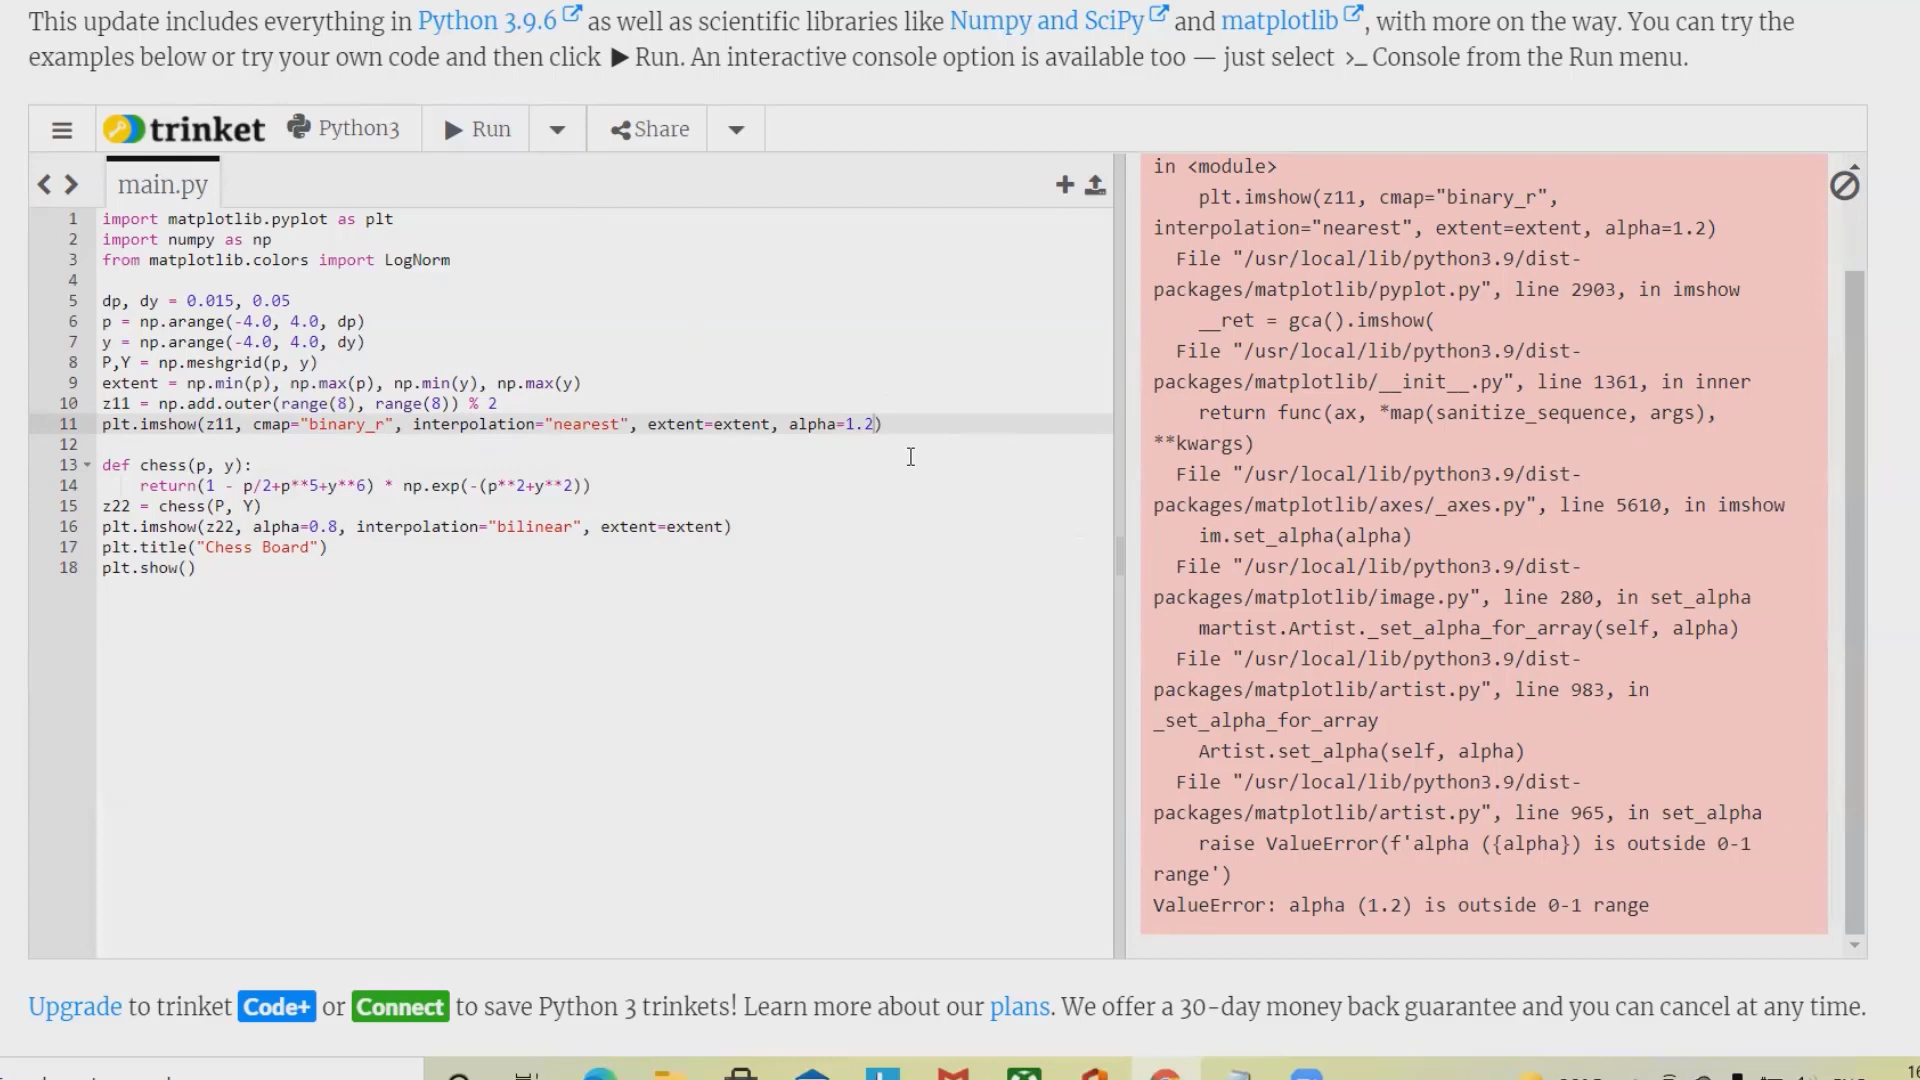 This update includes everything in Python 3.9.6 as well as scientific libraries like Numpy and SciPy and matplotlib, with more on the way. You can try the
examples below or try your own code and then click ▶ Run. An interactive console option is available too — just select >_ Console from the Run menu.
trinket Python3 Run Share
main.py
1 import matplotlib.pyplot as plt
2 import numpy as np
3 from matplotlib.colors import LogNorm
4
5 dp, dy = 0.015, 0.05
6 p = np.arange(-4.0, 4.0, dp)
7 y = np.arange(-4.0, 4.0, dy)
8 P,Y = np.meshgrid(p, y)
9 extent = np.min(p), np.max(p), np.min(y), np.max(y)
10 z11 = np.add.outer(range(8), range(8)) % 2
11 plt.imshow(z11, cmap="binary_r", interpolation="nearest", extent=extent, alpha=1.2)
12
13 def chess(p, y):
14 return(1 - p/2+p**5+y**6) * np.exp(-(p**2+y**2))
15 z22 = chess(P, Y)
16 plt.imshow(z22, alpha=0.8, interpolation="bilinear", extent=extent)
17 plt.title("Chess Board")
18 plt.show()
in <module>
plt.imshow(z11, cmap="binary_r",
interpolation="nearest", extent=extent, alpha=1.2)
File "/usr/local/lib/python3.9/dist-
packages/matplotlib/pyplot.py", line 2903, in imshow
__ret = gca().imshow(
File "/usr/local/lib/python3.9/dist-
packages/matplotlib/__init__.py", line 1361, in inner
return func(ax, *map(sanitize_sequence, args),
**kwargs)
File "/usr/local/lib/python3.9/dist-
packages/matplotlib/axes/_axes.py", line 5610, in imshow
im.set_alpha(alpha)
File "/usr/local/lib/python3.9/dist-
packages/matplotlib/image.py", line 280, in set_alpha
martist.Artist._set_alpha_for_array(self, alpha)
File "/usr/local/lib/python3.9/dist-
packages/matplotlib/artist.py", line 983, in
_set_alpha_for_array
Artist.set_alpha(self, alpha)
File "/usr/local/lib/python3.9/dist-
packages/matplotlib/artist.py", line 965, in set_alpha
raise ValueError(f'alpha ({alpha}) is outside 0-1
range')
ValueError: alpha (1.2) is outside 0-1 range
Upgrade to trinket Code+ or Connect to save Python 3 trinkets! Learn more about our plans. We offer a 30-day money back guarantee and you can cancel at any time.